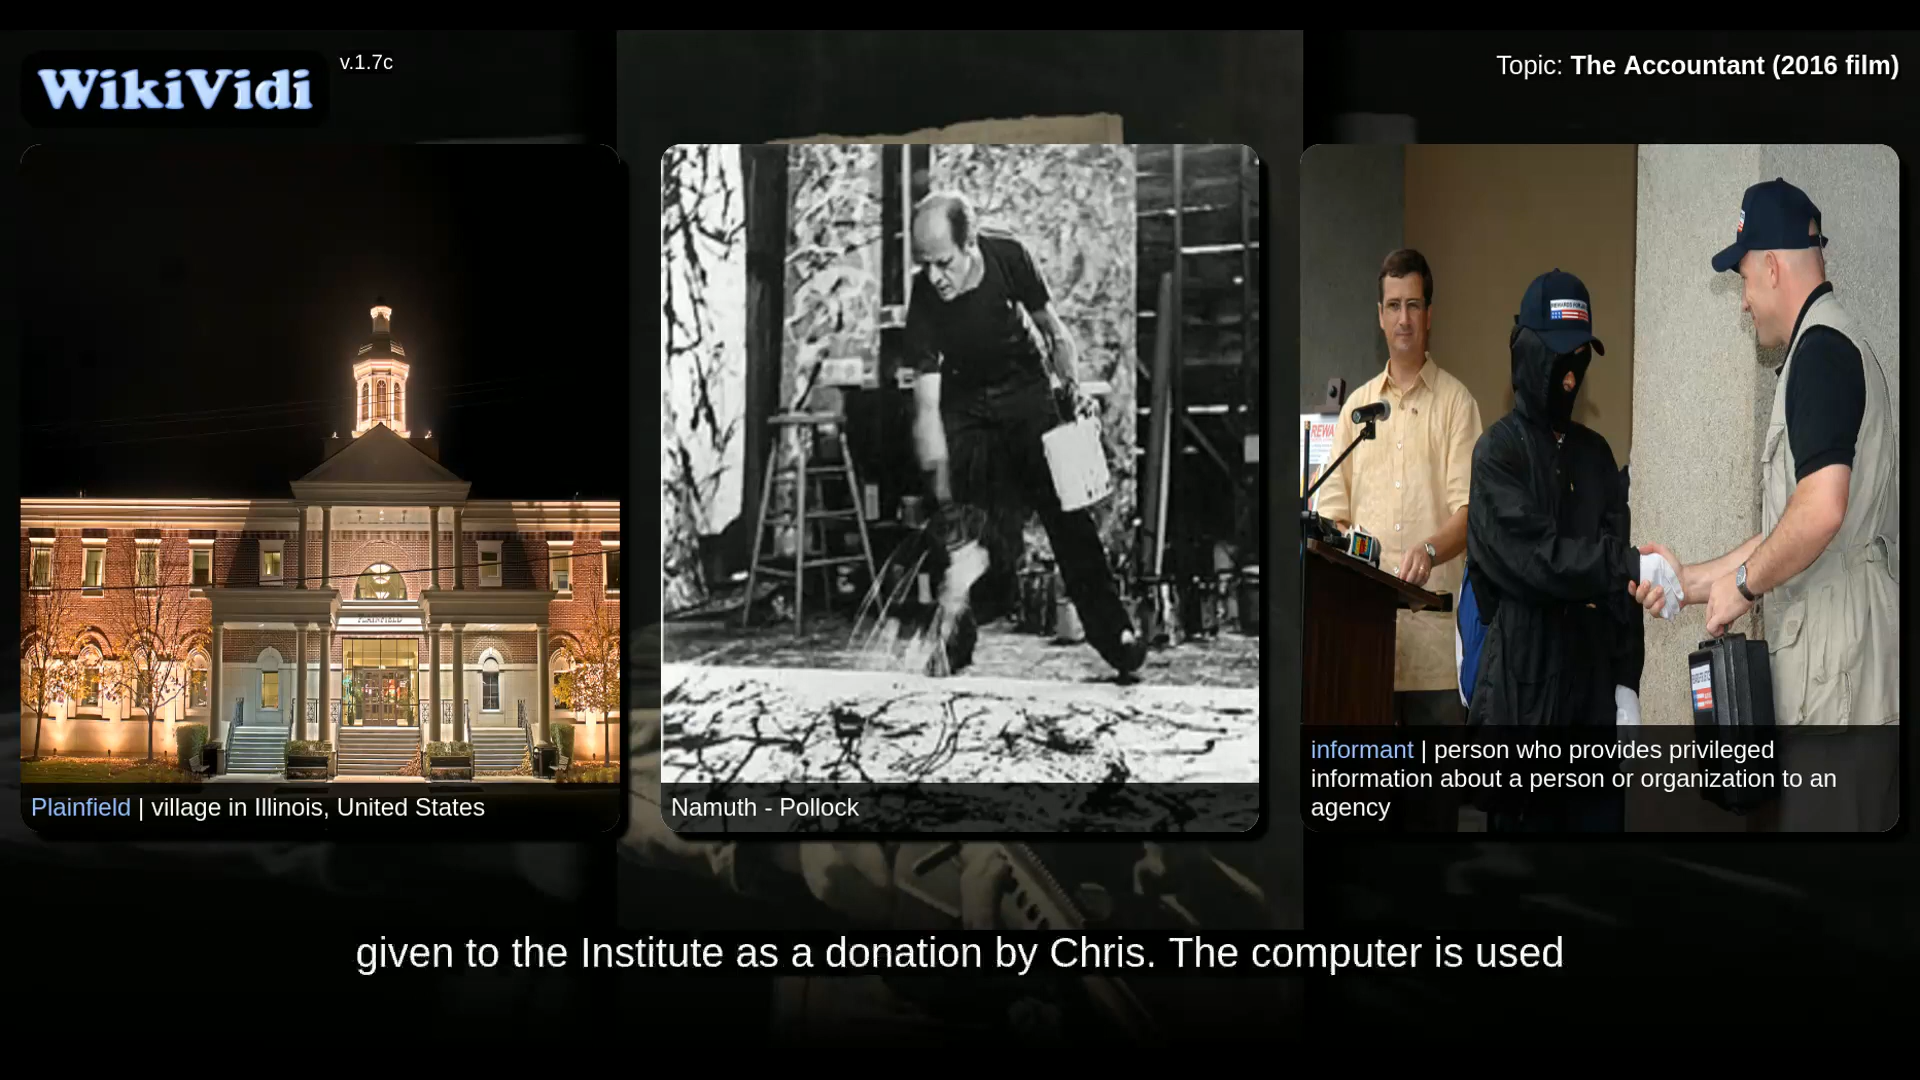 WikiVidi
v.1.7c
Topic: The Accountant (2016 film)
PLAINFIELD
REWA
Plainfield | village in Illinois, United States
Namuth - Pollock
informant | person who provides privileged
information about a person or organization to an
agency
given to the Institute as a donation by Chris. The computer is used